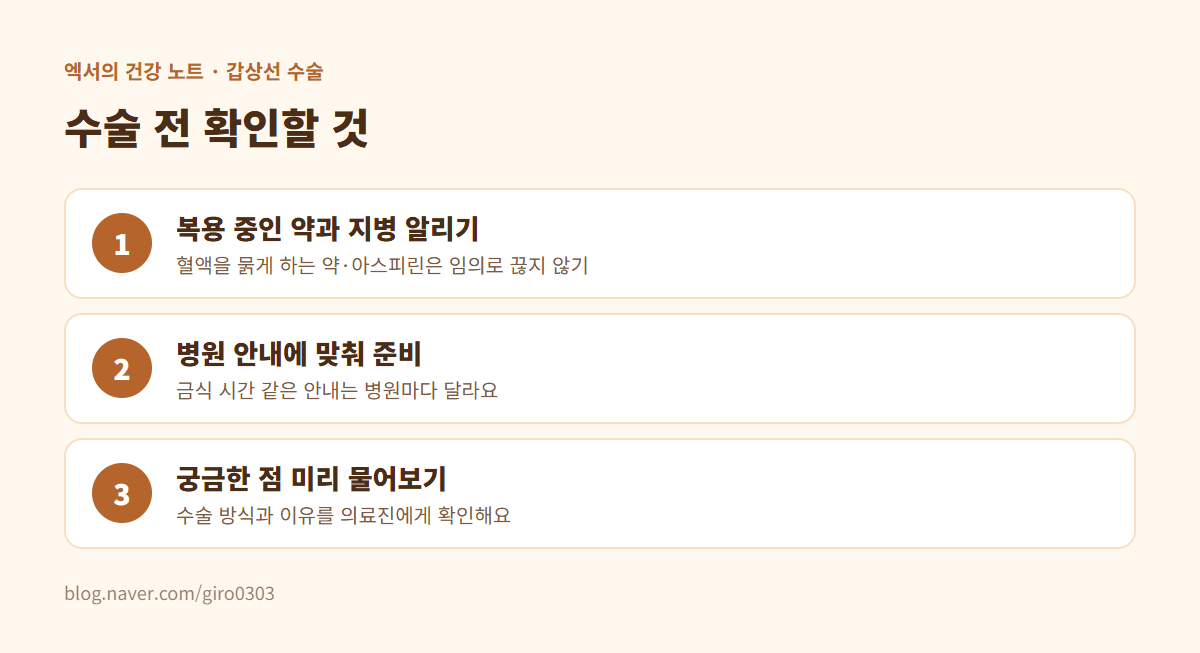 엑서의 건강 노트 · 갑상선 수술
수술 전 확인할 것
1
복용 중인 약과 지병 알리기
혈액을 묽게 하는 약·아스피린은 임의로 끊지 않기
2
병원 안내에 맞춰 준비
금식 시간 같은 안내는 병원마다 달라요
3
궁금한 점 미리 물어보기
수술 방식과 이유를 의료진에게 확인해요
blog.naver.com/giro0303